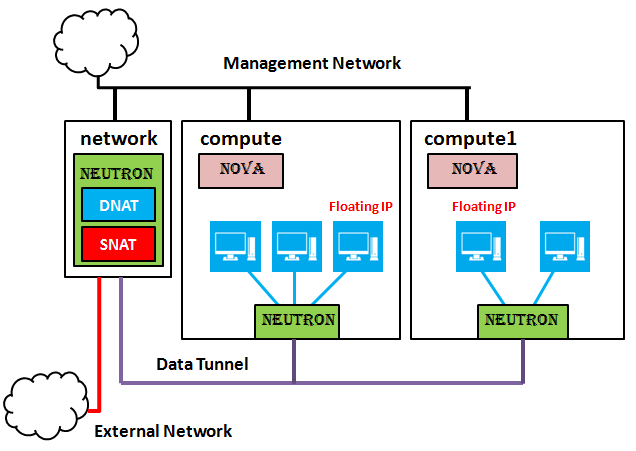 Management Network
network
compute
compute1
NEUTRON
NOVA
NOVA
DNAT
Floating IP
Floating IP
SNAT
NEUTRON
NEUTRON
Data Tunnel
External Network